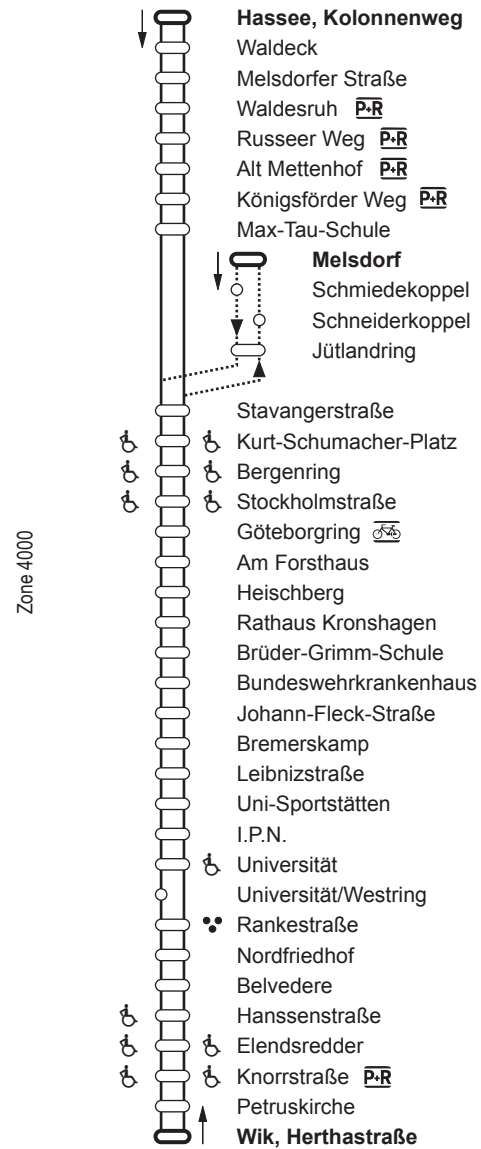 Hassee, Kolonnenweg
Waldeck
Melsdorfer Straße
Waldesruh P+R
Russeer Weg P+R
Alt Mettenhof P+R
Königsförder Weg P+R
Max-Tau-Schule
Melsdorf
Schmiedekoppel
Schneiderkoppel
Jütlandring
Stavangerstraße
Kurt-Schumacher-Platz
Bergenring
Stockholmstraße
Göteborgring
Am Forsthaus
Heischberg
Rathaus Kronshagen
Brüder-Grimm-Schule
Bundeswehrkrankenhaus
Johann-Fleck-Straße
Bremerskamp
Leibnizstraße
Uni-Sportstätten
I.P.N.
Universität
Universität/Westring
Rankestraße
Nordfriedhof
Belvedere
Hanssenstraße
Elendsredder
Knorrstraße P+R
Petruskirche
Wik, Herthastraße
Zone 4000